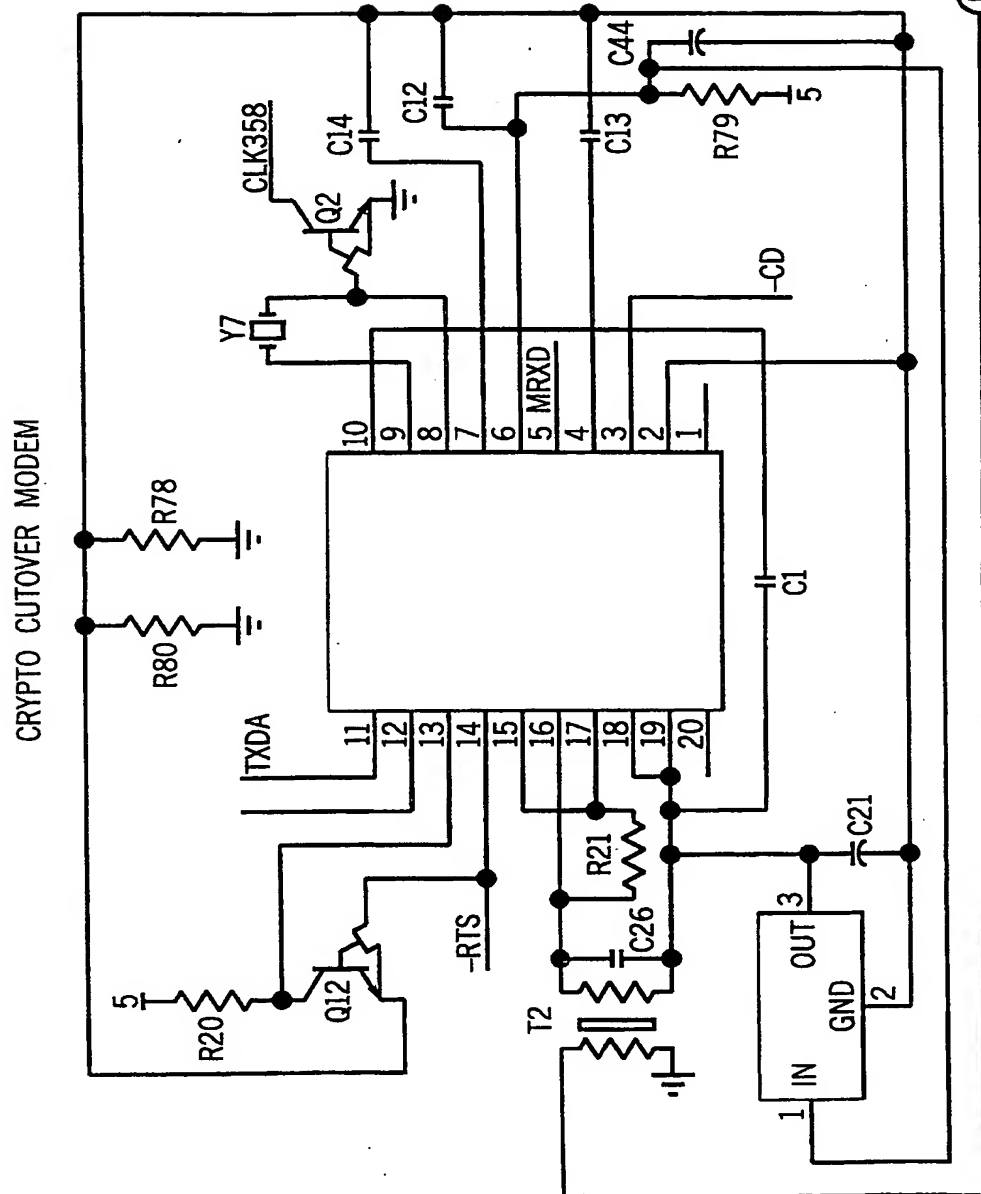 CRYPTO CUTOVER MODEM
R80
R78
TXDA
11
12
13
14
15
16
17
18
19
20
10
9
8
7
6
5
4
3
2
1
MRXD
-CD
Y7
CLK358
Q2
C14
C12
C13
C44
R79
5
5
R20
Q12
-RTS
R21
C26
T2
C1
C21
1
IN
OUT
3
GND
2